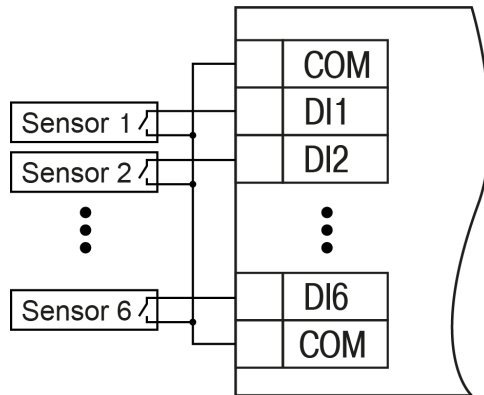 COM
Sensor 1 DI1
Sensor 2 DI2
Sensor 6 DI6
COM